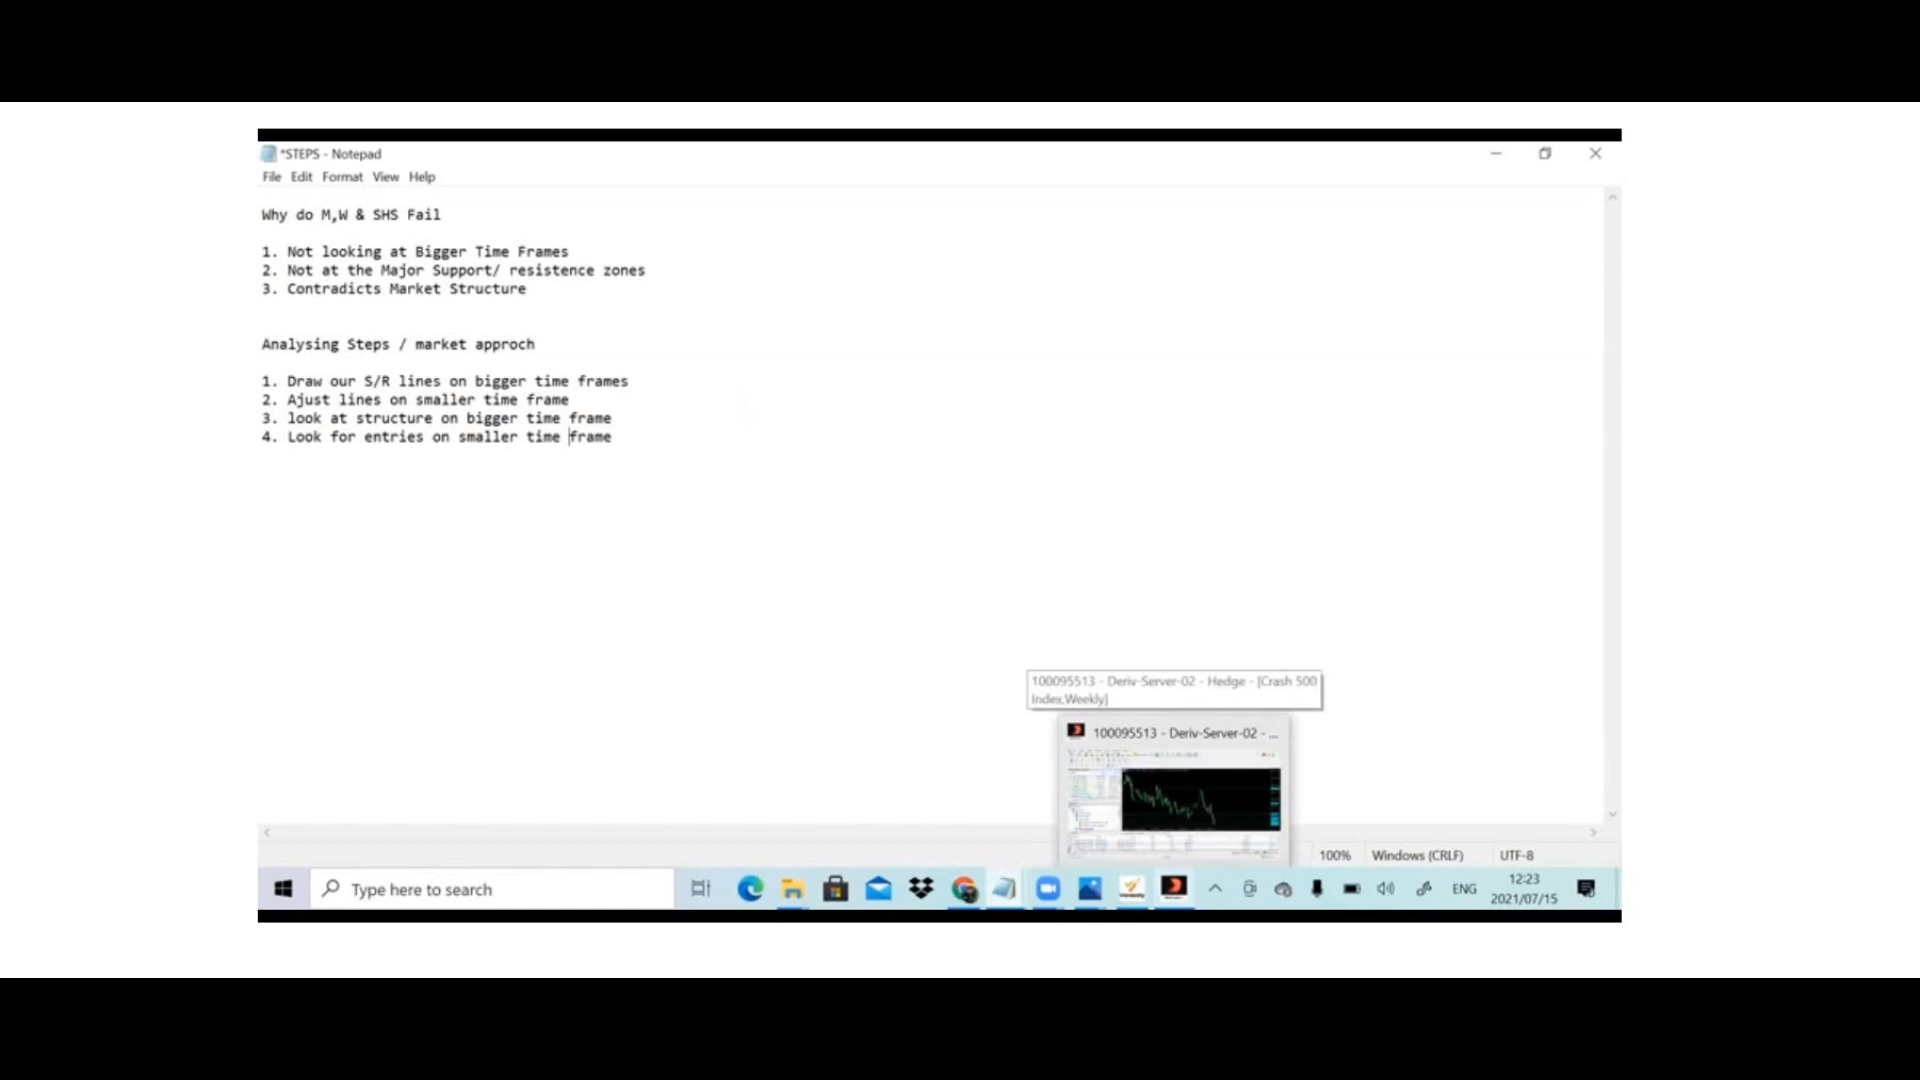 *STEPS - Notepad
File Edit Format View Help
Why do M,W & SHS Fail
1. Not looking at Bigger Time Frames
2. Not at the Major Support/ resistence zones
3. Contradicts Market Structure
Analysing Steps / market approch
1. Draw our S/R lines on bigger time frames
2. Ajust lines on smaller time frame
3. look at structure on bigger time frame
4. Look for entries on smaller time frame
100095513 - Deriv-Server-02 - Hedge - [Crash 500
Index,Weekly]
100095513 - Deriv-Server-02 - ...
100% Windows (CRLF) UTF-8
Type here to search
ENG
12:23
2021/07/15